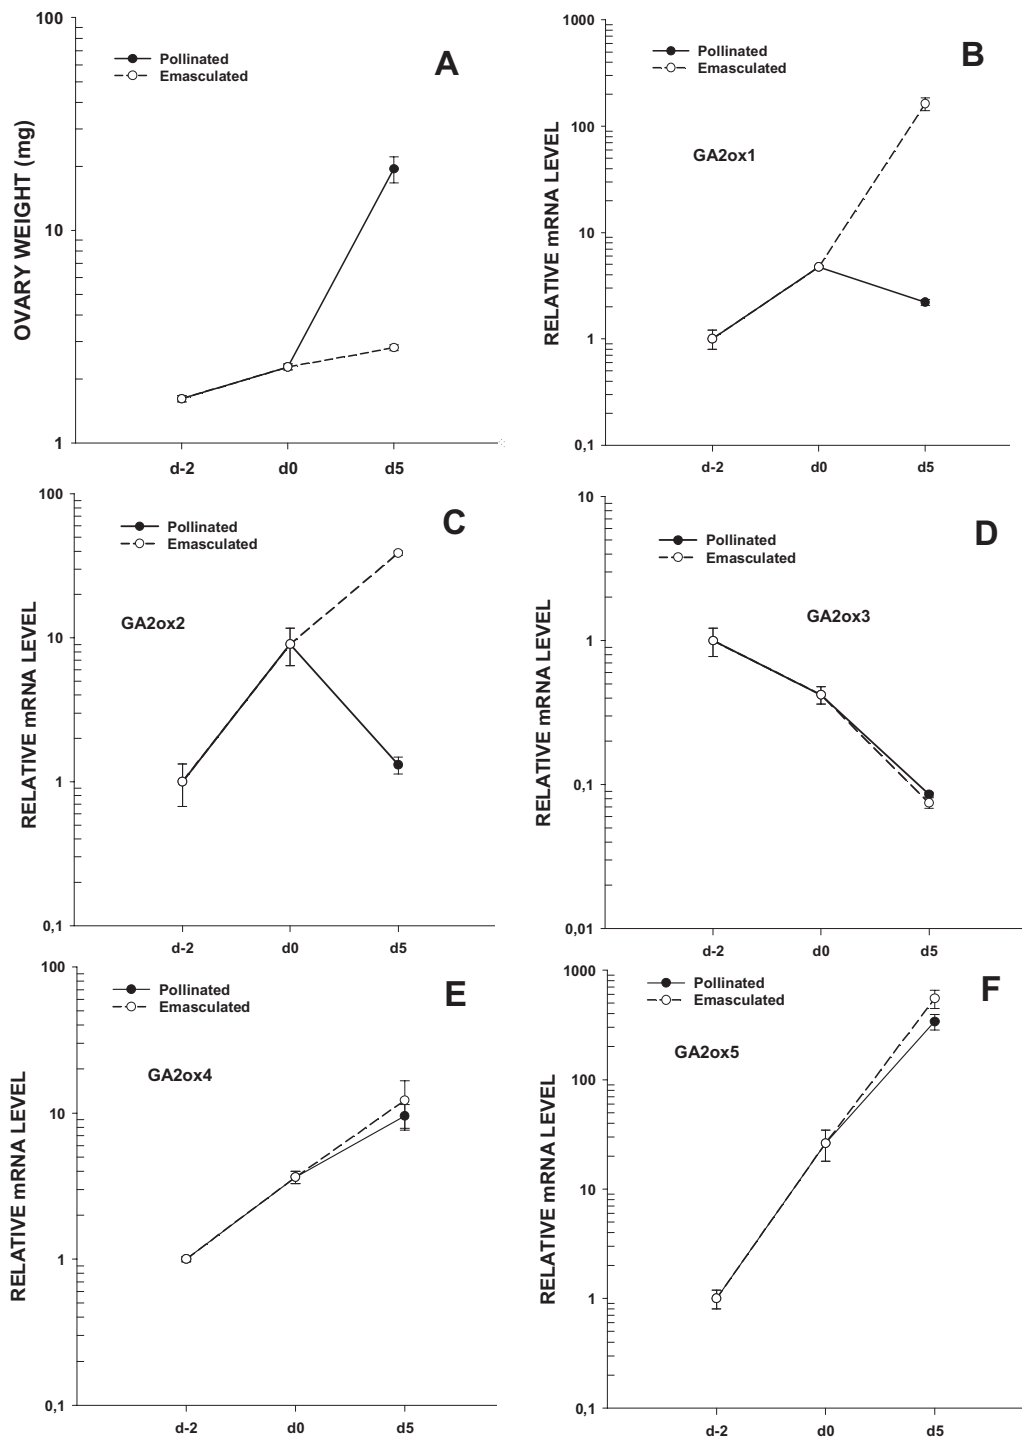 A
Pollinated
Emasculated
OVARY WEIGHT (mg)
100
10
1
d-2 d0 d5
B
Pollinated
Emasculated
GA2ox1
RELATIVE mRNA LEVEL
1000
100
10
1
0,1
d-2 d0 d5
C
Pollinated
Emasculated
GA2ox2
RELATIVE mRNA LEVEL
100
10
1
0,1
d-2 d0 d5
D
Pollinated
Emasculated
GA2ox3
RELATIVE mRNA LEVEL
10
1
0,1
0,01
d-2 d0 d5
E
Pollinated
Emasculated
GA2ox4
RELATIVE mRNA LEVEL
100
10
1
0,1
d-2 d0 d5
F
Pollinated
Emasculated
GA2ox5
RELATIVE mRNA LEVEL
1000
100
10
1
0,1
d-2 d0 d5